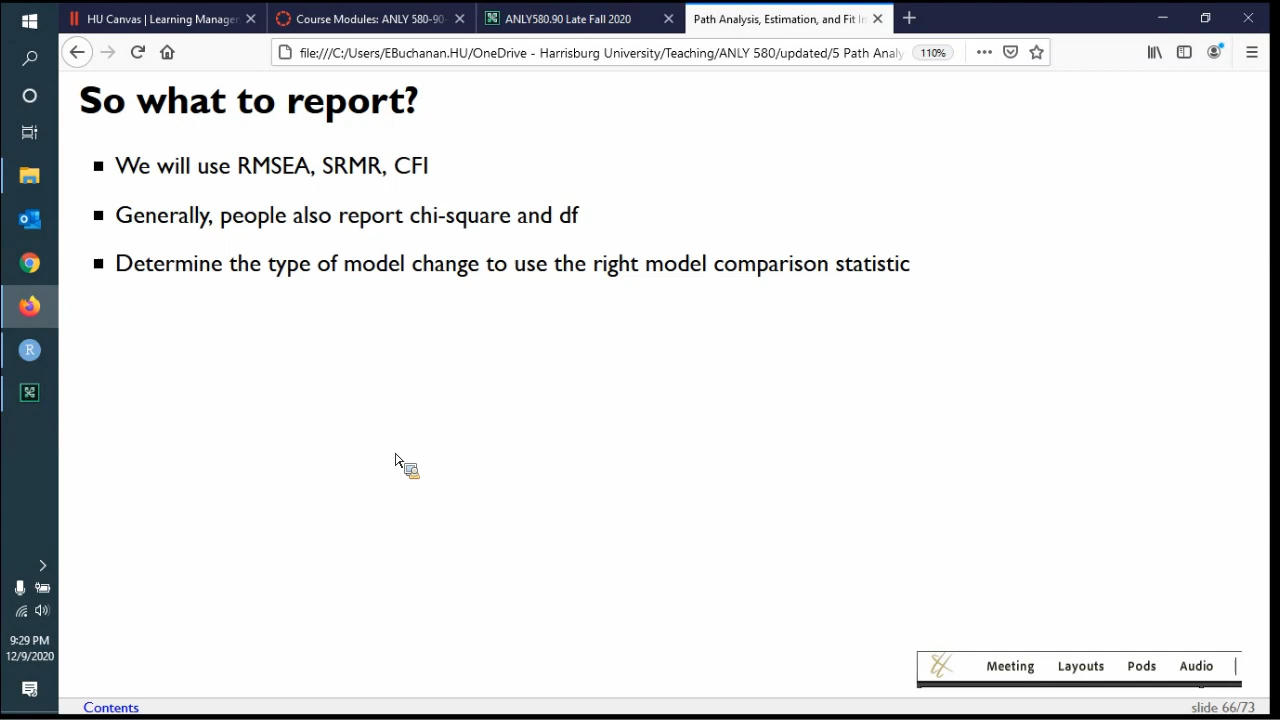 HU Canvas | Learning Manager
Course Modules: ANLY 580-90-
ANLY580.90 Late Fall 2020
Path Analysis, Estimation, and Fit In
file:///C:/Users/EBuchanan.HU/OneDrive - Harrisburg University/Teaching/ANLY 580/updated/5 Path Analy
110%
So what to report?
We will use RMSEA, SRMR, CFI
Generally, people also report chi-square and df
Determine the type of model change to use the right model comparison statistic
R
9:29 PM
12/9/2020
Meeting Layouts Pods Audio
Contents
slide 66/73